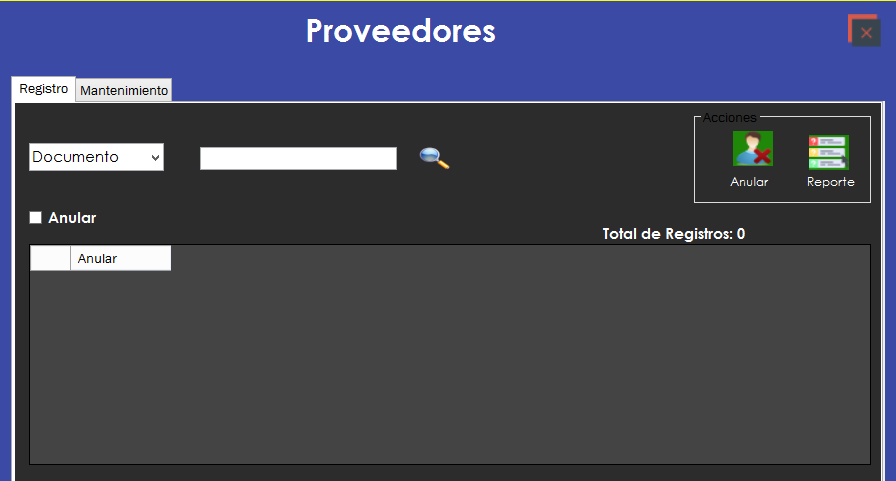 Proveedores
Registro Mantenimiento
Acciones
Documento
Anular Reporte
Anular
Total de Registros: 0
Anular